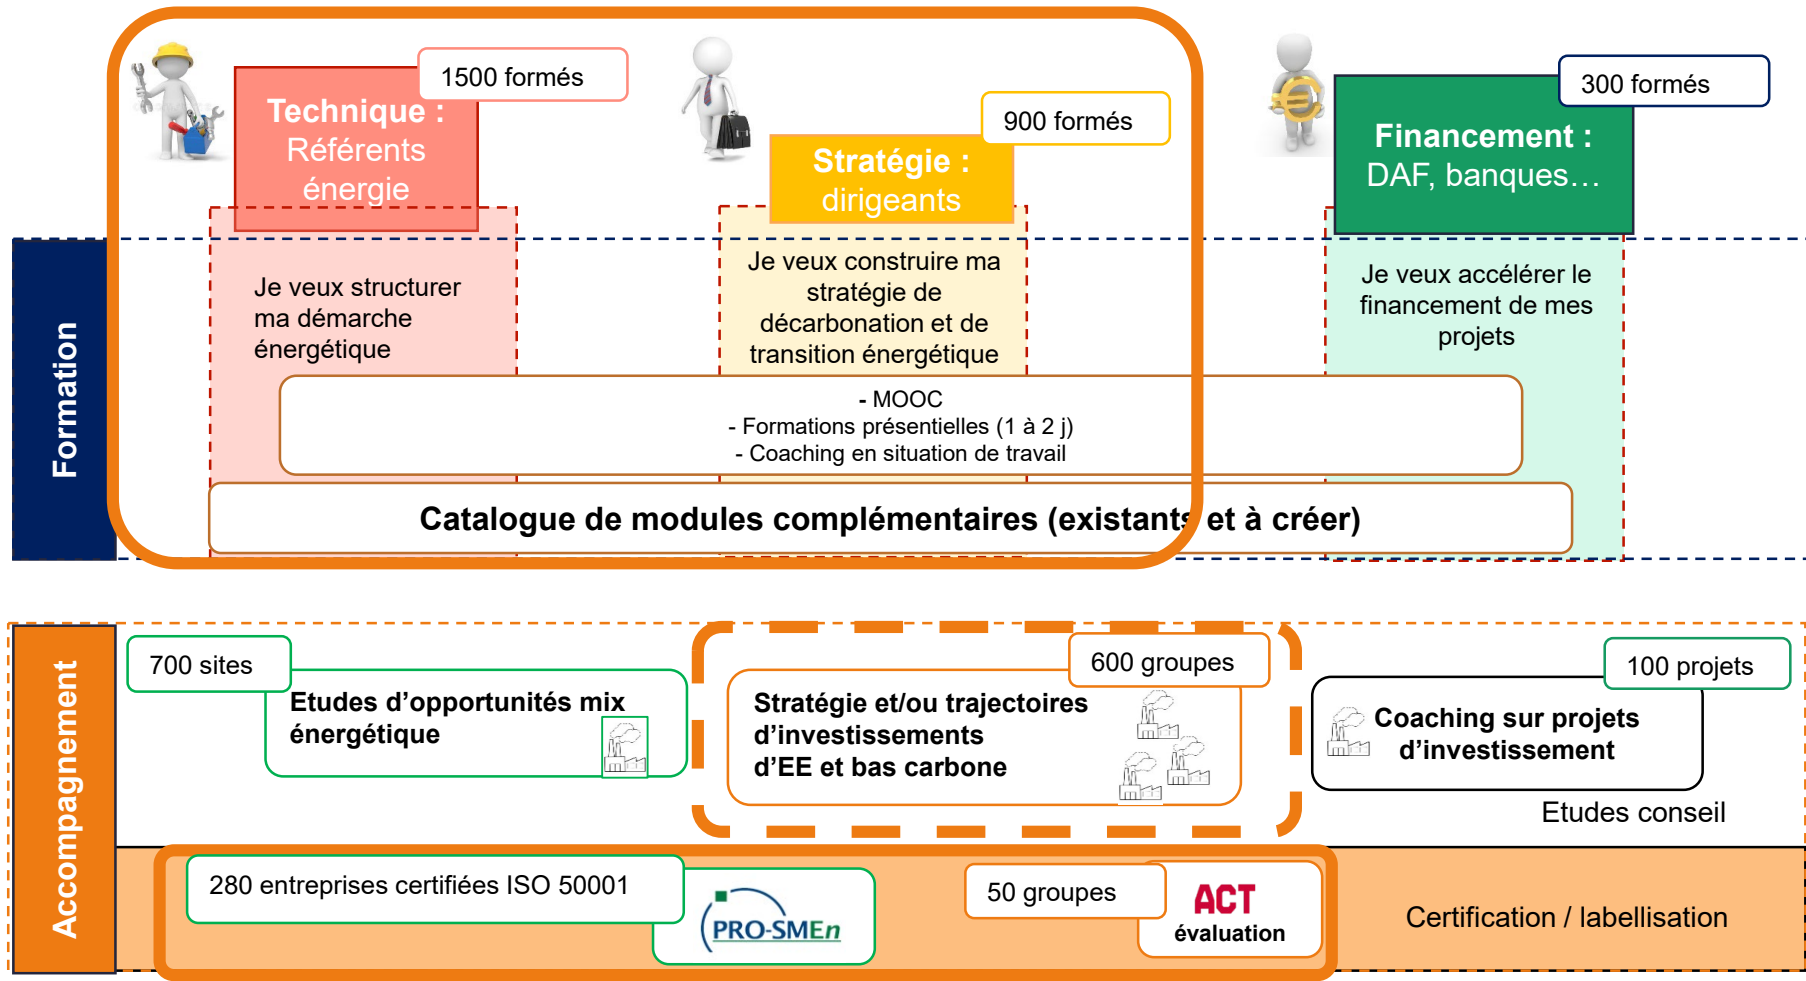 1500 formés
Technique :
Référents
énergie
900 formés
Stratégie :
dirigeants
300 formés
Financement :
DAF, banques…
Formation
Je veux structurer
ma démarche
énergétique
Je veux construire ma
stratégie de
décarbonation et de
transition énergétique
Je veux accélérer le
financement de mes
projets
- MOOC
- Formations présentielles (1 à 2 j)
- Coaching en situation de travail
Catalogue de modules complémentaires (existants et à créer)
Accompagnement
700 sites
Etudes d’opportunités mix
énergétique
600 groupes
Stratégie et/ou trajectoires
d’investissements
d’EE et bas carbone
100 projets
Coaching sur projets
d’investissement
Etudes conseil
280 entreprises certifiées ISO 50001
PRO-SMEn
50 groupes
ACT
évaluation
Certification / labellisation